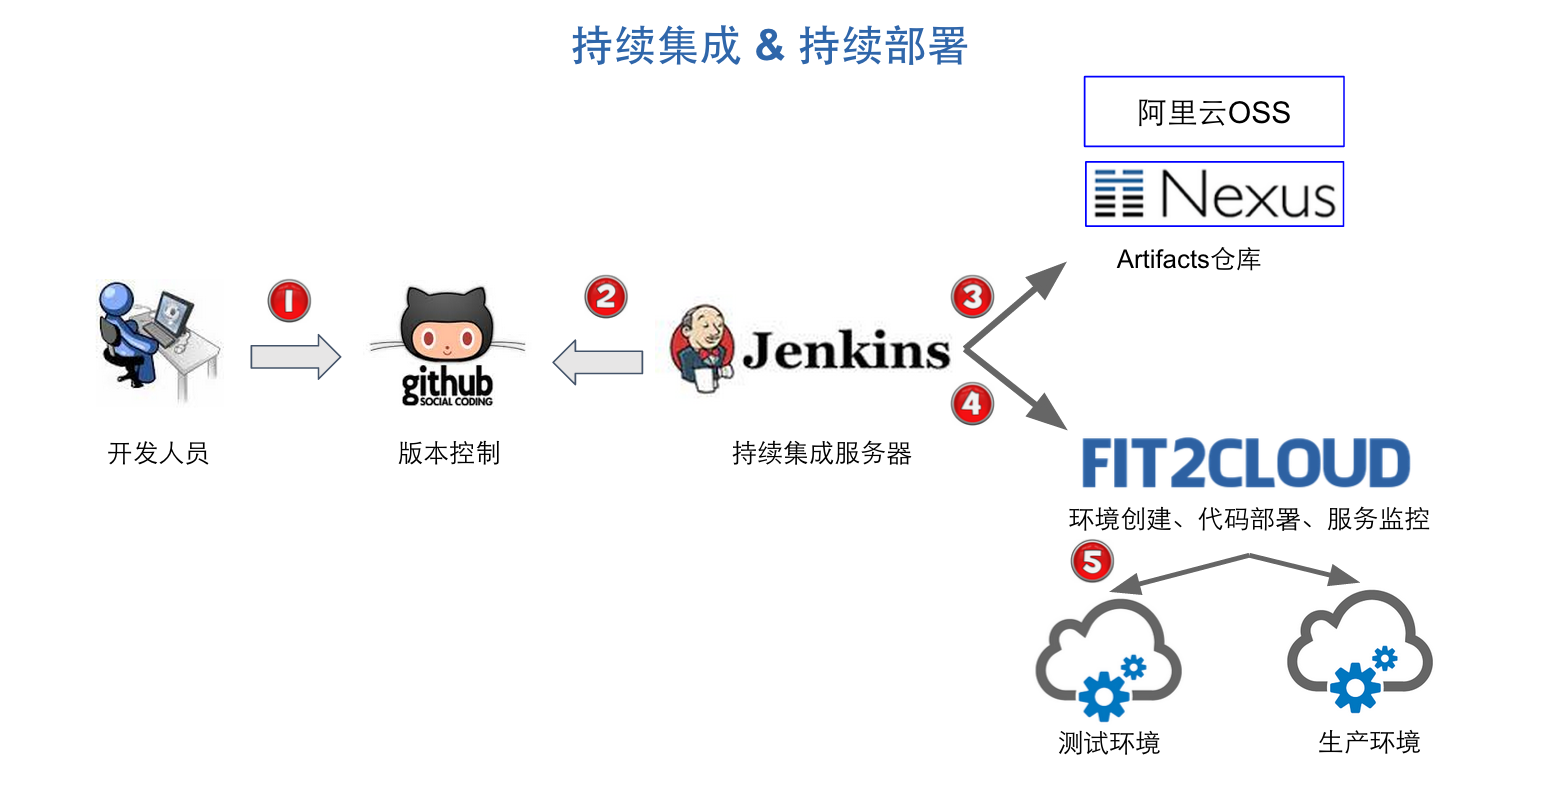 持续集成 & 持续部署
阿里云OSS
Nexus
Artifacts仓库
1
2
3
github
SOCIAL CODING
Jenkins
4
开发人员
版本控制
持续集成服务器
FIT2CLOUD
环境创建、代码部署、服务监控
5
测试环境
生产环境